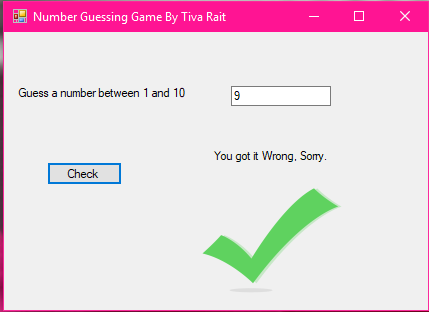 Number Guessing Game By Tiva Rait
Guess a number between 1 and 10
9
You got it Wrong, Sorry.
Check